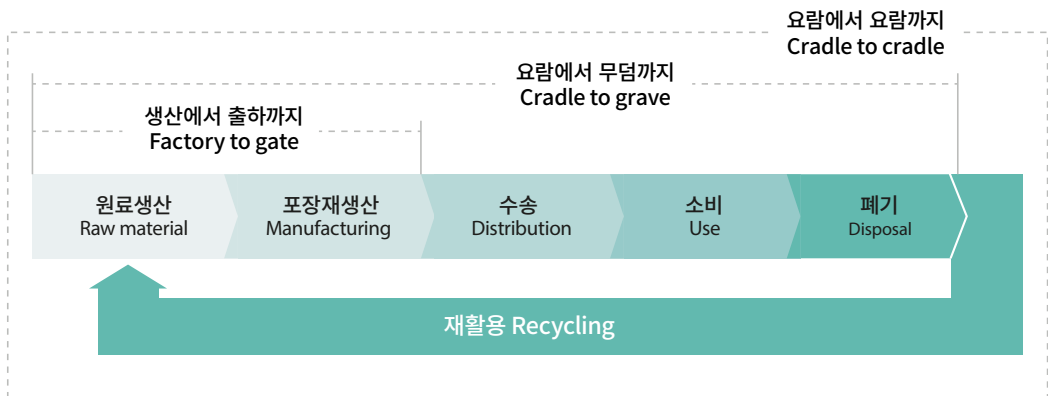 요람에서 요람까지
Cradle to cradle
요람에서 무덤까지
Cradle to grave
생산에서 출하까지
Factory to gate
원료생산
Raw material
포장재생산
Manufacturing
수송
Distribution
소비
Use
폐기
Disposal
재활용 Recycling